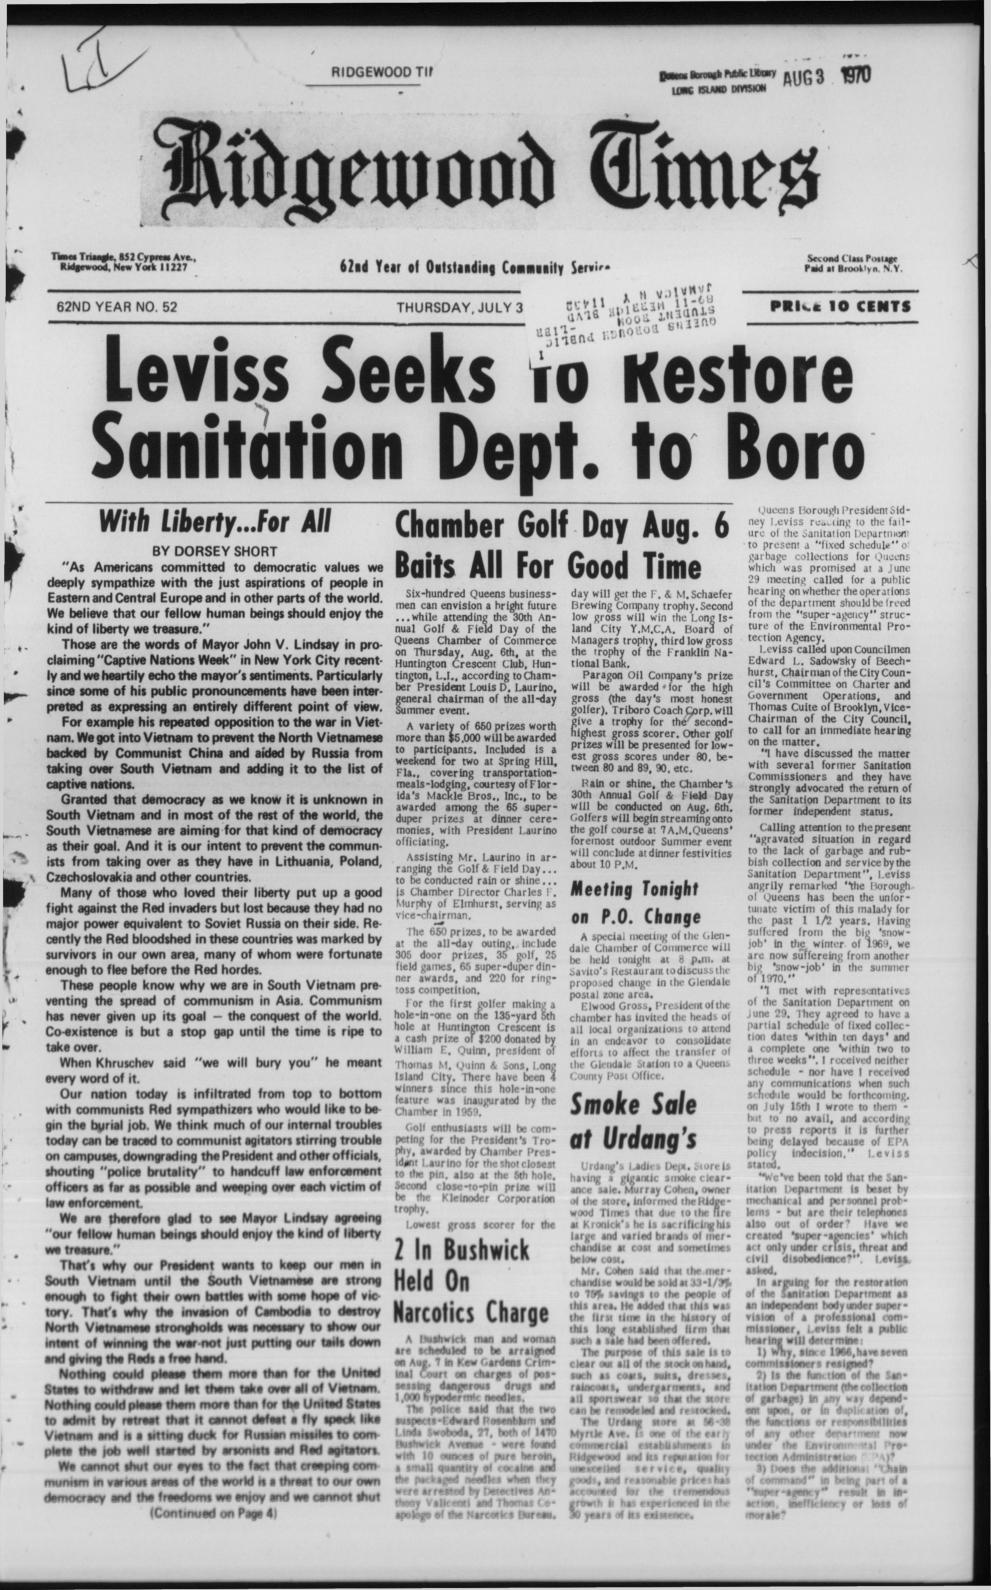 LI
RIDGEWOOD TI
Queens Borough Public Library
LONG ISLAND DIVISION
AUG 3 1970
Ridgewood Times
Times Triangle, 852 Cypress Ave.,
Ridgewood, New York 11227
62nd Year of Outstanding Community Servi
Second Class Postage
Paid at Brooklyn, N.Y.
62ND YEAR NO. 52
THURSDAY, JULY 3
PRICE 10 CENTS
QUEENS BOROUGH PUBLIC
STUDENT ROOM
89-11 MERRICK BLVD
JAMAICA N Y 11432
Leviss Seeks To Restore
Sanitation Dept. to Boro
With Liberty...For All
BY DORSEY SHORT
"As Americans committed to democratic values we
deeply sympathize with the just aspirations of people in
Eastern and Central Europe and in other parts of the world.
We believe that our fellow human beings should enjoy the
kind of liberty we treasure."
Those are the words of Mayor John V. Lindsay in pro-
claiming "Captive Nations Week" in New York City recent-
ly and we heartily echo the mayor's sentiments. Particularly
since some of his public pronouncements have been inter-
preted as expressing an entirely different point of view.
For example his repeated opposition to the war in Viet-
nam. We got into Vietnam to prevent the North Vietnamese
backed by Communist China and aided by Russia from
taking over South Vietnam and adding it to the list of
captive nations.
Granted that democracy as we know it is unknown in
South Vietnam and in most of the rest of the world, the
South Vietnamese are aiming for that kind of democracy
as their goal. And it is our intent to prevent the commun-
ists from taking over as they have in Lithuania, Poland,
Czechoslovakia and other countries.
Many of those who loved their liberty put up a good
fight against the Red invaders but lost because they had no
major power equivalent to Soviet Russia on their side. Re-
cently the Red bloodshed in these countries was marked by
survivors in our own area, many of whom were fortunate
enough to flee before the Red hordes.
These people know why we are in South Vietnam pre-
venting the spread of communism in Asia. Communism
has never given up its goal — the conquest of the world.
Co-existence is but a stop gap until the time is ripe to
take over.
When Khruschev said "we will bury you" he meant
every word of it.
Our nation today is infiltrated from top to bottom
with communists Red sympathizers who would like to be-
gin the burial job. We think much of our internal troubles
today can be traced to communist agitators stirring trouble
on campuses, downgrading the President and other officials,
shouting "police brutality" to handcuff law enforcement
officers as far as possible and weeping over each victim of
law enforcement.
We are therefore glad to see Mayor Lindsay agreeing
"our fellow human beings should enjoy the kind of liberty
we treasure."
That's why our President wants to keep our men in
South Vietnam until the South Vietnamese are strong
enough to fight their own battles with some hope of vic-
tory. That's why the invasion of Cambodia to destroy
North Vietnamese strongholds was necessary to show our
intent of winning the war-not just putting our tails down
and giving the Reds a free hand.
Nothing could please them more than for the United
States to withdraw and let them take over all of Vietnam.
Nothing could please them more than for the United States
to admit by retreat that it cannot defeat a fly speck like
Vietnam and is a sitting duck for Russian missiles to com-
plete the job well started by arsonists and Red agitators.
We cannot shut our eyes to the fact that creeping com-
munism in various areas of the world is a threat to our own
democracy and the freedoms we enjoy and we cannot shut
(Continued on Page 4)
Chamber Golf Day Aug. 6
Baits All For Good Time
Six-hundred Queens business-
men can envision a bright future
...while attending the 30th An-
nual Golf & Field Day of the
Queens Chamber of Commerce
on Thursday, Aug. 6th, at the
Huntington Crescent Club, Hun-
tington, L.I., according to Cham-
ber President Louis D. Laurino,
general chairman of the all-day
Summer event.
A variety of 650 prizes worth
more than $5,000 will be awarded
to participants. Included is a
weekend for two at Spring Hill,
Fla., covering transportation-
meals-lodging, courtesy of Flor-
ida's Mackle Bros., Inc., to be
awarded among the 65 super-
duper prizes at dinner cere-
monies, with President Laurino
officiating.
Assisting Mr. Laurino in ar-
ranging the Golf & Field Day...
to be conducted rain or shine...
is Chamber Director Charles F.
Murphy of Elmhurst, serving as
vice-chairman.
The 650 prizes, to be awarded
at the all-day outing, include
305 door prizes, 35 golf, 25
field games, 65 super-duper din-
ner awards, and 220 for ring-
toss competition.
For the first golfer making a
hole-in-one on the 135-yard 5th
hole at Huntington Crescent is
a cash prize of $200 donated by
William E. Quinn, president of
Thomas M. Quinn & Sons, Long
Island City. There have been 4
winners since this hole-in-one
feature was inaugurated by the
Chamber in 1959.
Golf enthusiasts will be com-
peting for the President's Tro-
phy, awarded by Chamber Pres-
ident Laurino for the shot closest
to the pin, also at the 5th hole.
Second close-to-pin prize will
be the Kleinoder Corporation
trophy.
Lowest gross scorer for the
2 In Bushwick
Held On
Narcotics Charge
A Bushwick man and woman
are scheduled to be arraigned
on Aug. 7 in Kew Gardens Crim-
inal Court on charges of pos-
sessing dangerous drugs and
1,000 hypodermic needles.
The police said that the two
suspects-Edward Rosenblum and
Linda Swoboda, 27, both of 1470
Bushwick Avenue - were found
with 10 ounces of pure heroin,
a small quantity of cocaine and
the packaged needles when they
were arrested by Detectives An-
thony Valicenti and Thomas Co-
apologo of the Narcotics Bureau.
day will get the F. & M. Schaefer
Brewing Company trophy. Second
low gross will win the Long Is-
land City Y.M.C.A. Board of
Managers trophy, third low gross
the trophy of the Franklin Na-
tional Bank.
Paragon Oil Company's prize
will be awarded for the high
gross (the day's most honest
golfer). Triboro Coach Corp. will
give a trophy for the second-
highest gross scorer. Other golf
prizes will be presented for low-
est gross scores under 80, be-
tween 80 and 89, 90, etc.
Rain or shine, the Chamber's
30th Annual Golf & Field Day
will be conducted on Aug. 6th.
Golfers will begin streaming onto
the golf course at 7 A.M. Queens'
foremost outdoor Summer event
will conclude at dinner festivities
about 10 P.M.
Meeting Tonight
on P.O. Change
A special meeting of the Glen-
dale Chamber of Commerce will
be held tonight at 8 p.m. at
Savito's Restaurant to discuss the
proposed change in the Glendale
postal zone area.
Elwood Gross, President of the
chamber has invited the heads of
all local organizations to attend
in an endeavor to consolidate
efforts to affect the transfer of
the Glendale Station to a Queens
County Post Office.
Smoke Sale
at Urdang's
Urdang's Ladies Dept. Store is
having a gigantic smoke clear-
ance sale. Murray Cohen, owner
of the store, informed the Ridge-
wood Times that due to the fire
at Kronick's he is sacrificing his
large and varied brands of mer-
chandise at cost and sometimes
below cost.
Mr. Cohen said that the mer-
chandise would be sold at 33-1/3%
to 75% savings to the people of
this area. He added that this was
the first time in the history of
this long established firm that
such a sale had been offered.
The purpose of this sale is to
clear out all of the stock on hand,
such as coats, suits, dresses,
raincoats, undergarments, and
all sportswear so that the store
can be remodeled and restocked.
The Urdang store at 56-38
Myrtle Ave. is one of the early
commercial establishments in
Ridgewood and its reputation for
unexcelled service, quality
goods, and reasonable prices has
accounted for the tremendous
growth it has experienced in the
30 years of its existence.
Queens Borough President Sid-
ney Leviss reacting to the fail-
ure of the Sanitation Department
to present a "fixed schedule" of
garbage collections for Queens
which was promised at a June
29 meeting called for a public
hearing on whether the operations
of the department should be freed
from the "super-agency" struc-
ture of the Environmental Pro-
tection Agency.
Leviss called upon Councilmen
Edward L. Sadowsky of Beech-
hurst, Chairman of the City Coun-
cil's Committee on Charter and
Government Operations, and
Thomas Cuite of Brooklyn, Vice-
Chairman of the City Council,
to call for an immediate hearing
on the matter.
"I have discussed the matter
with several former Sanitation
Commissioners and they have
strongly advocated the return of
the Sanitation Department to its
former independent status.
Calling attention to the present
"agravated situation in regard
to the lack of garbage and rub-
bish collection and service by the
Sanitation Department", Leviss
angrily remarked "the Borough
of Queens has been the unfor-
tunate victim of this malady for
the past 1 1/2 years. Having
suffered from the big 'snow-
job' in the winter of 1969, we
are now suffereing from another
big 'snow-job' in the summer
of 1970."
"I met with representatives
of the Sanitation Department on
June 29. They agreed to have a
partial schedule of fixed collec-
tion dates 'within ten days' and
a complete one 'within two to
three weeks". I received neither
schedule - nor have I received
any communications when such
schedule would be forthcoming.
on July 15th I wrote to them -
but to no avail, and according
to press reports it is further
being delayed because of EPA
policy indecision," Leviss
stated.
"We've been told that the San-
itation Department is beset by
mechanical and personnel prob-
lems - but are their telephones
also out of order? Have we
created 'super-agencies' which
act only under crisis, threat and
civil disobedience?". Leviss
asked.
In arguing for the restoration
of the Sanitation Department as
an independent body under super-
vision of a professional com-
missioner, Leviss felt a public
hearing will determine:
1) Why, since 1966, have seven
commissioners resigned?
2) Is the function of the San-
itation Department (the collection
of garbage) in any way depend-
ent upon, or in duplication of,
the functions or responsibilities
of any other department now
under the Environmental Pro-
tection Administration (EPA)?
3) Does the additional "Chain
of command" in being part of a
"super-agency" result in in-
action, inefficiency or loss of
morale?